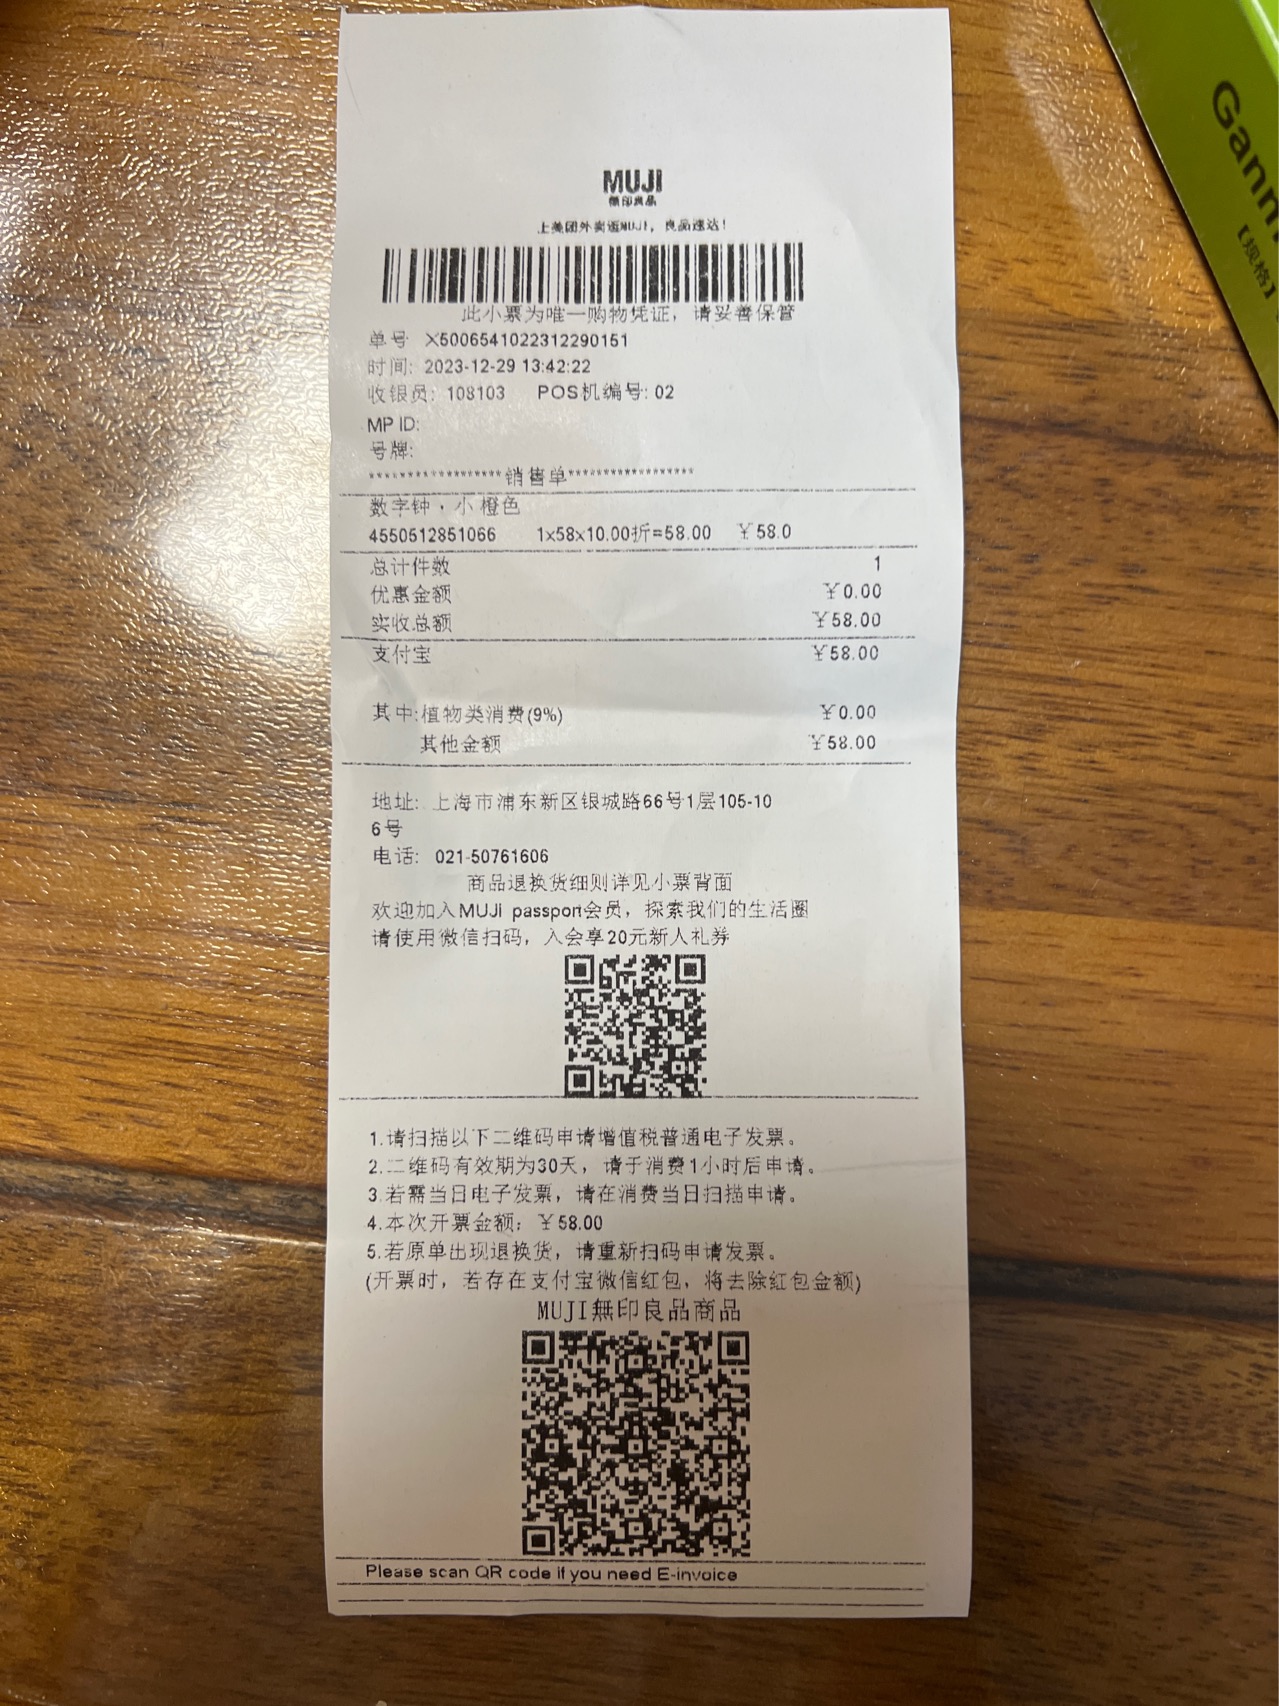 MUJI
無印良品
上美团外卖逛MUJI，良品速达！
此小票为唯一购物凭证，请妥善保管
单号 X5006541022312290151
时间: 2023-12-29 13:42:22
收银员: 108103 POS机编号: 02
MP ID:
号牌:
********************销售单********************
数字钟·小 橙色
4550512851066 1x58x10.00折=58.00 ￥58.0
总计件数 1
优惠金额 ￥0.00
实收总额 ￥58.00
支付宝 ￥58.00
其中:植物类消费(9%) ￥0.00
其他金额 ￥58.00
地址: 上海市浦东新区银城路66号1层105-10
6号
电话: 021-50761606
商品退换货细则详见小票背面
欢迎加入MUJI passport会员，探索我们的生活圈
请使用微信扫码，入会享20元新人礼券
1.请扫描以下二维码申请增值税普通电子发票。
2.二维码有效期为30天，请于消费1小时后申请。
3.若需当日电子发票，请在消费当日扫描申请。
4.本次开票金额：￥58.00
5.若原单出现退换货，请重新扫码申请发票。
(开票时，若存在支付宝微信红包，将去除红包金额)
MUJI無印良品商品
Please scan QR code if you need E-invoice
【规格】